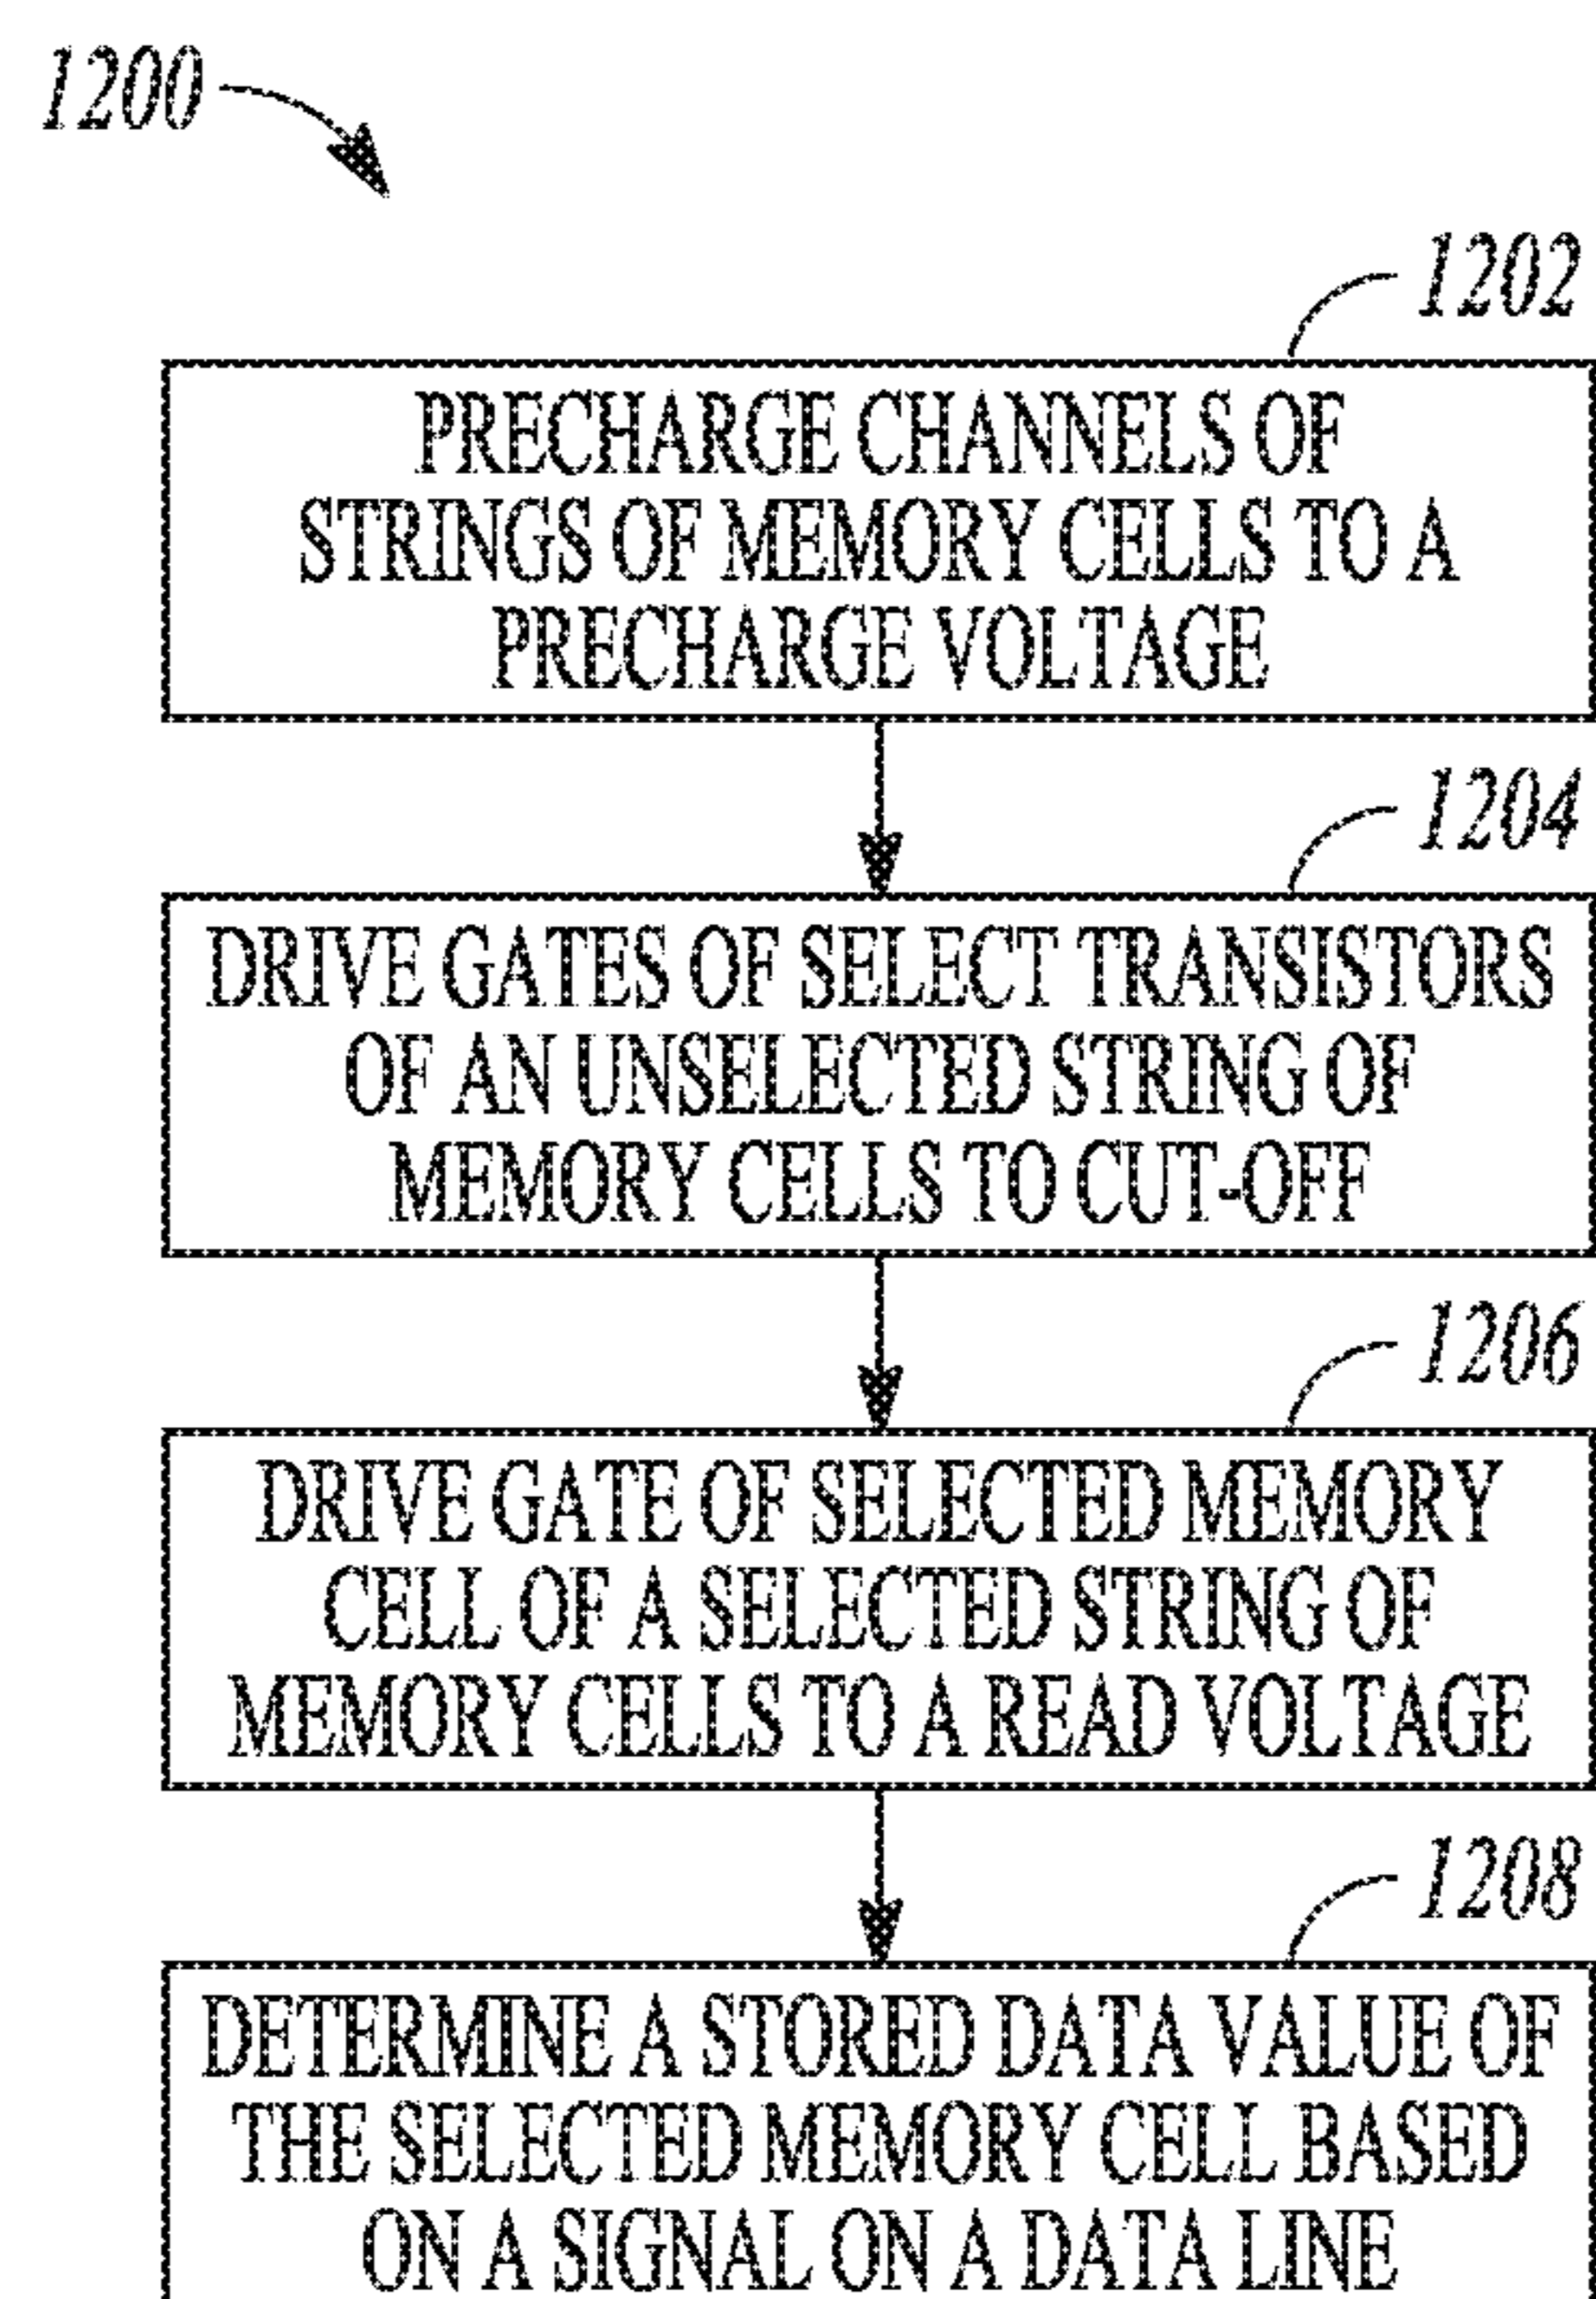 1200
1202
PRECHARGE CHANNELS OF
STRINGS OF MEMORY CELLS TO A
PRECHARGE VOLTAGE
1204
DRIVE GATES OF SELECT TRANSISTORS
OF AN UNSELECTED STRING OF
MEMORY CELLS TO CUT-OFF
1206
DRIVE GATE OF SELECTED MEMORY
CELL OF A SELECTED STRING OF
MEMORY CELLS TO A READ VOLTAGE
1208
DETERMINE A STORED DATA VALUE OF
THE SELECTED MEMORY CELL BASED
ON A SIGNAL ON A DATA LINE